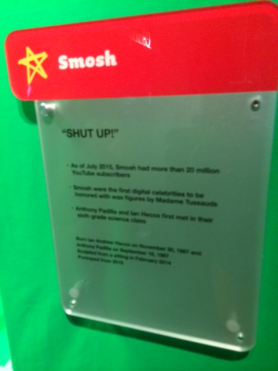 Smosh
"SHUT UP!"
· As of July 2015, Smosh had more than 20 million
YouTube subscribers
· Smosh were the first digital celebrities to be
honored with wax figures by Madame Tussauds
· Anthony Padilla and Ian Hecox first met in their
sixth grade science class
Born Ian Andrew Hecox on November 30, 1987 and
Anthony Padilla on September 16, 1987
Sculpted from a sitting in February 2014
Portrayed from 2013